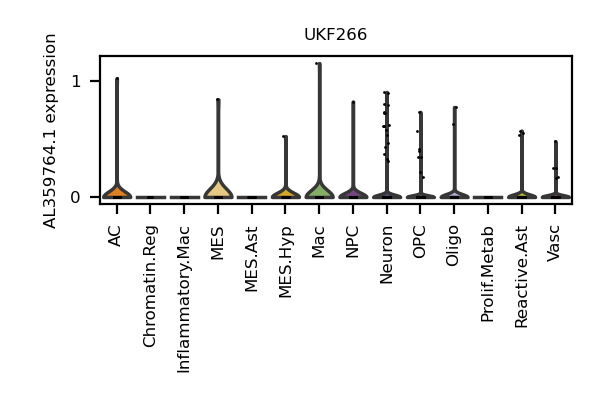 UKF266
AL359764.1 expression
1
0
AC
Chromatin.Reg
Inflammatory.Mac
MES
MES.Ast
MES.Hyp
Mac
NPC
Neuron
OPC
Oligo
Prolif.Metab
Reactive.Ast
Vasc